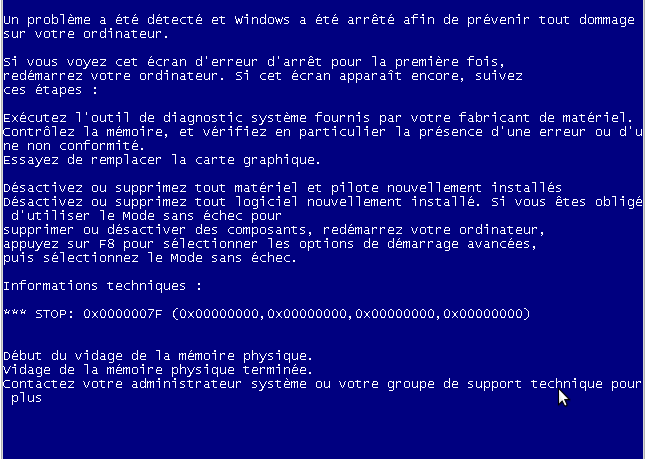 Un problème a été détecté et Windows a été arrêté afin de prévenir tout dommage
sur votre ordinateur.
Si vous voyez cet écran d'erreur d'arrêt pour la première fois,
redémarrez votre ordinateur. Si cet écran apparaît encore, suivez
ces étapes :
Exécutez l'outil de diagnostic système fournis par votre fabricant de matériel.
Contrôlez la mémoire, et vérifiez en particulier la présence d'une erreur ou d'u
ne non conformité.
Essayez de remplacer la carte graphique.
Désactivez ou supprimez tout matériel et pilote nouvellement installés
Désactivez ou supprimez tout logiciel nouvellement installé. Si vous êtes obligé
d'utiliser le Mode sans échec pour
supprimer ou désactiver des composants, redémarrez votre ordinateur,
appuyez sur F8 pour sélectionner les options de démarrage avancées,
puis sélectionnez le Mode sans échec.
Informations techniques :
*** STOP: 0x0000007F (0x00000000,0x00000000,0x00000000,0x00000000)
Début du vidage de la mémoire physique.
Vidage de la mémoire physique terminée.
Contactez votre administrateur système ou votre groupe de support technique pour
plus